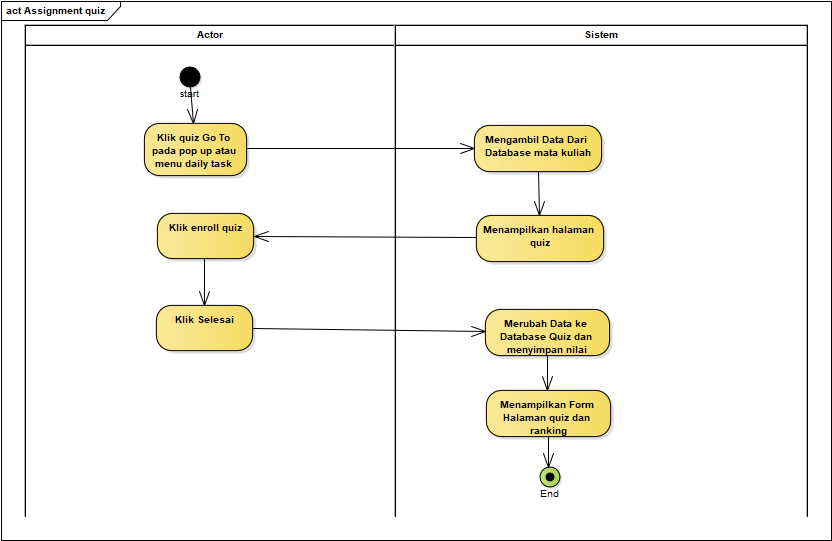 act Assignment quiz
Actor
Sistem
start
Klik quiz Go To
pada pop up atau
menu daily task
Mengambil Data Dari
Database mata kuliah
Menampilkan halaman
quiz
Klik enroll quiz
Klik Selesai
Merubah Data ke
Database Quiz dan
menyimpan nilai
Menampilkan Form
Halaman quiz dan
ranking
End